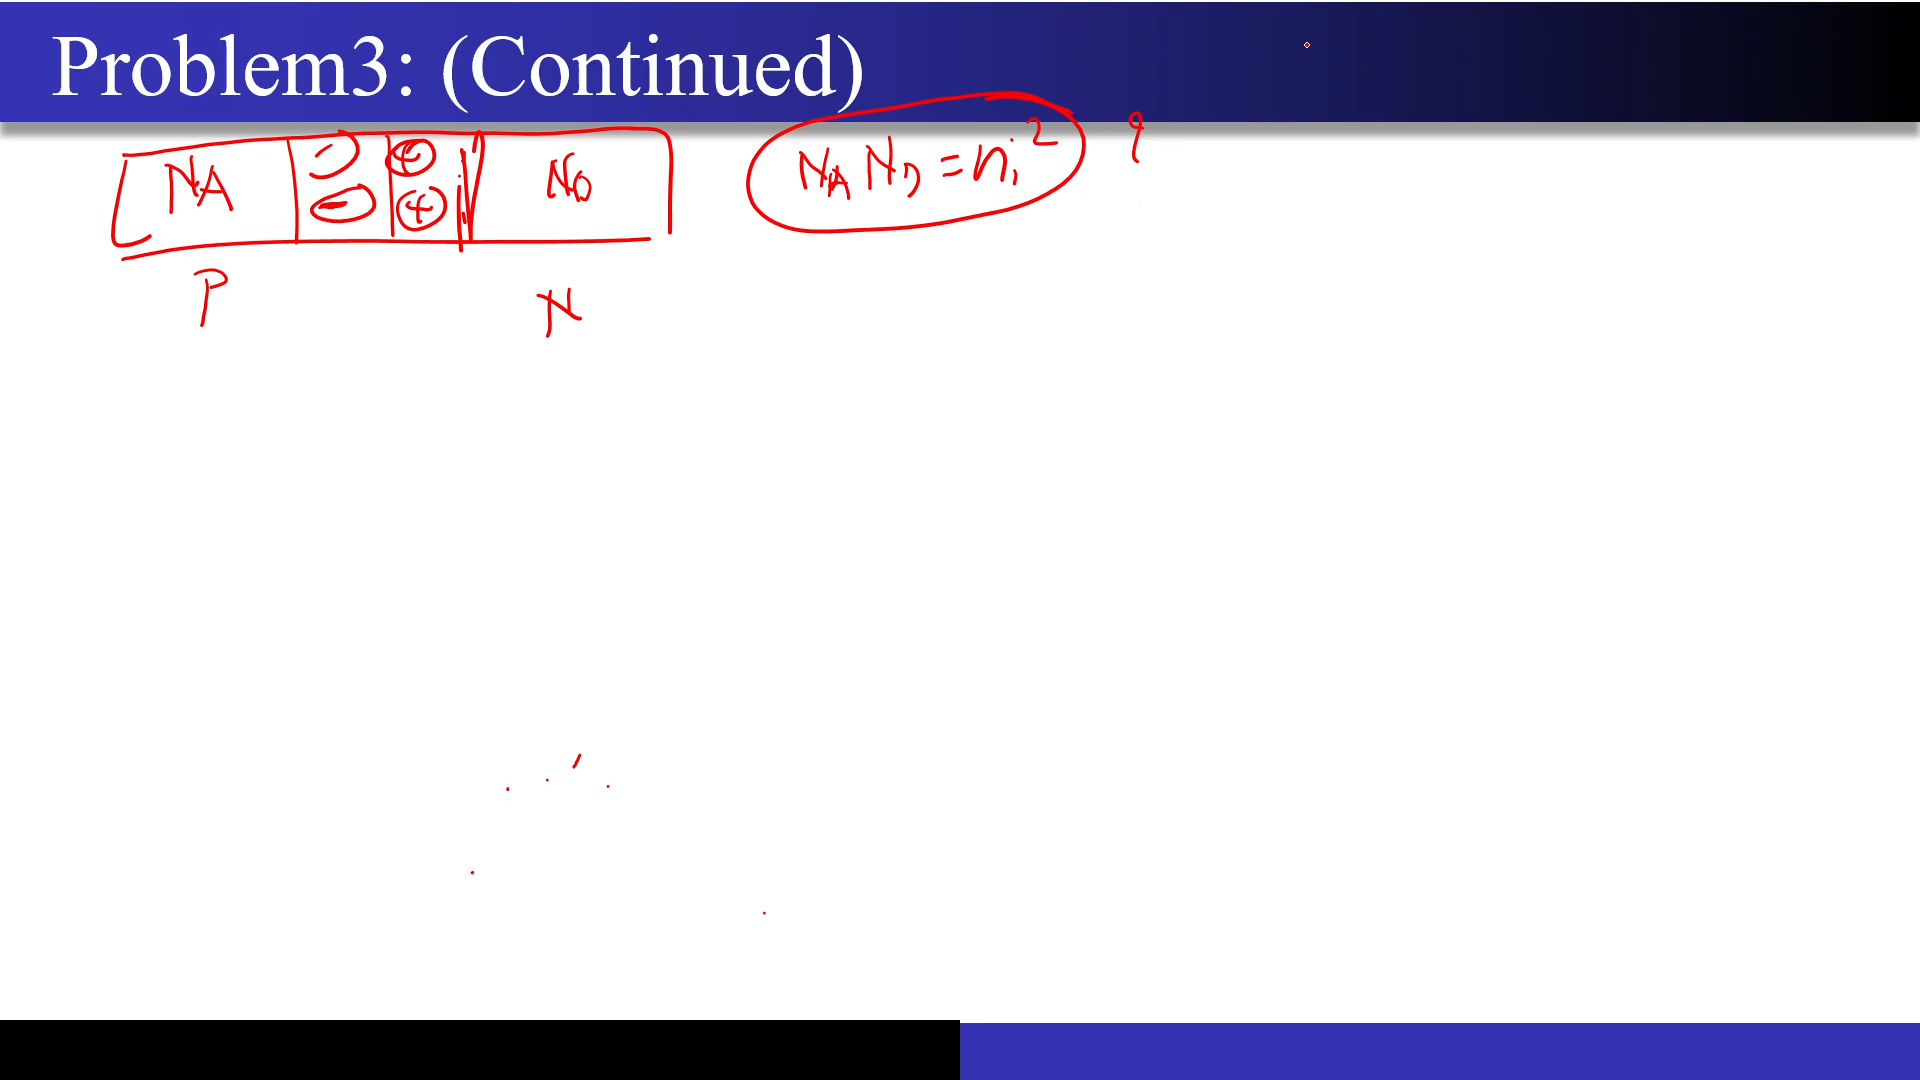 Problem3: (Continued)
NA - + ND
- +
NA ND = ni² ?
P N